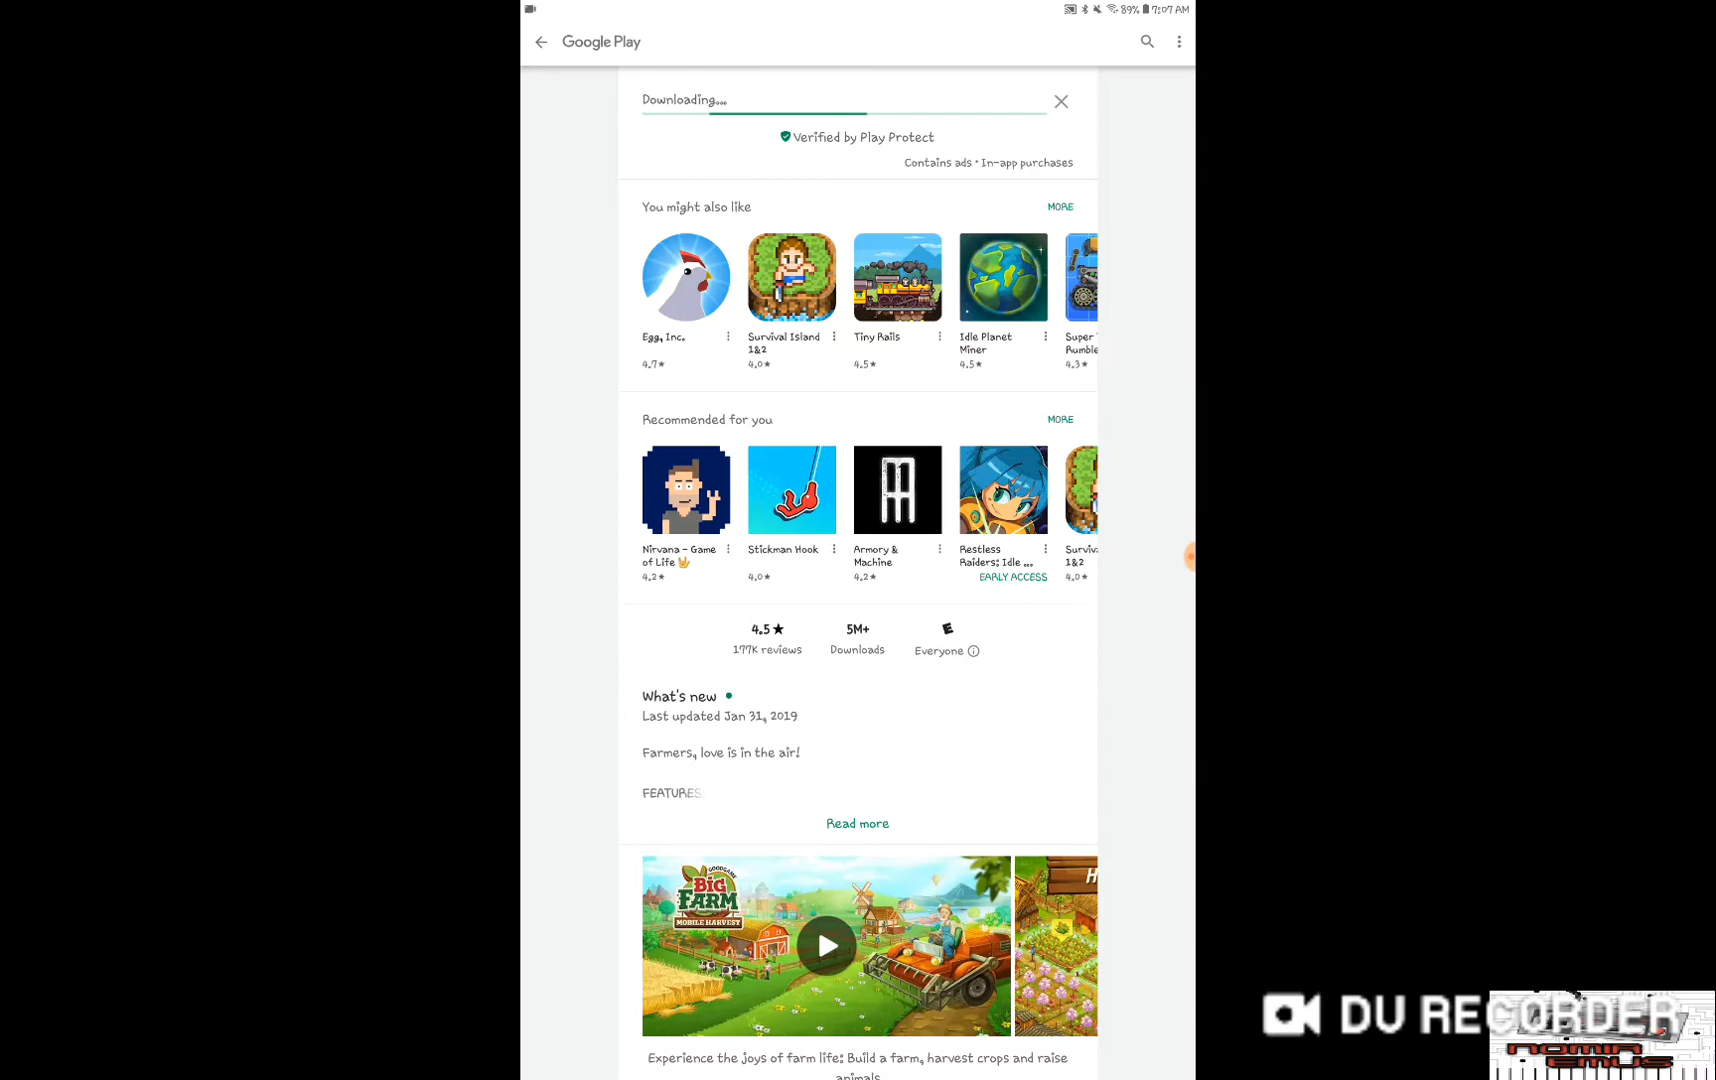 89% 7:07 AM
Google Play
Downloading...
Verified by Play Protect
Contains ads • In-app purchases
You might also like MORE
Egg, Inc.
4.7★
Survival Island
1&2
4.0★
Tiny Rails
4.5★
Idle Planet
Miner
4.5★
Super
Rumble
4.3★
Recommended for you MORE
Nirvana - Game
of Life 🤘
4.2★
Stickman Hook
4.0★
Armory &
Machine
4.2★
Restless
Raiders: Idle ...
EARLY ACCESS
Surviv
1&2
4.0★
4.5★ 5M+ E
177K reviews Downloads Everyone
What's new
Last updated Jan 31, 2019
Farmers, love is in the air!
FEATURES:
Read more
GOODGAME
BIG
FARM
MOBILE HARVEST
H
Experience the joys of farm life: Build a farm, harvest crops and raise
animals
DU RECORDER